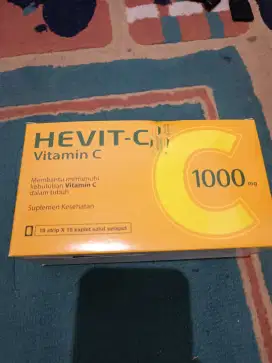 HEVIT-C
Vitamin C
Membantu memenuhi
kebutuhan Vitamin C
dalam tubuh
Suplemen Kesehatan
C
1000 mg
10 strip X 10 kaplet salut selaput